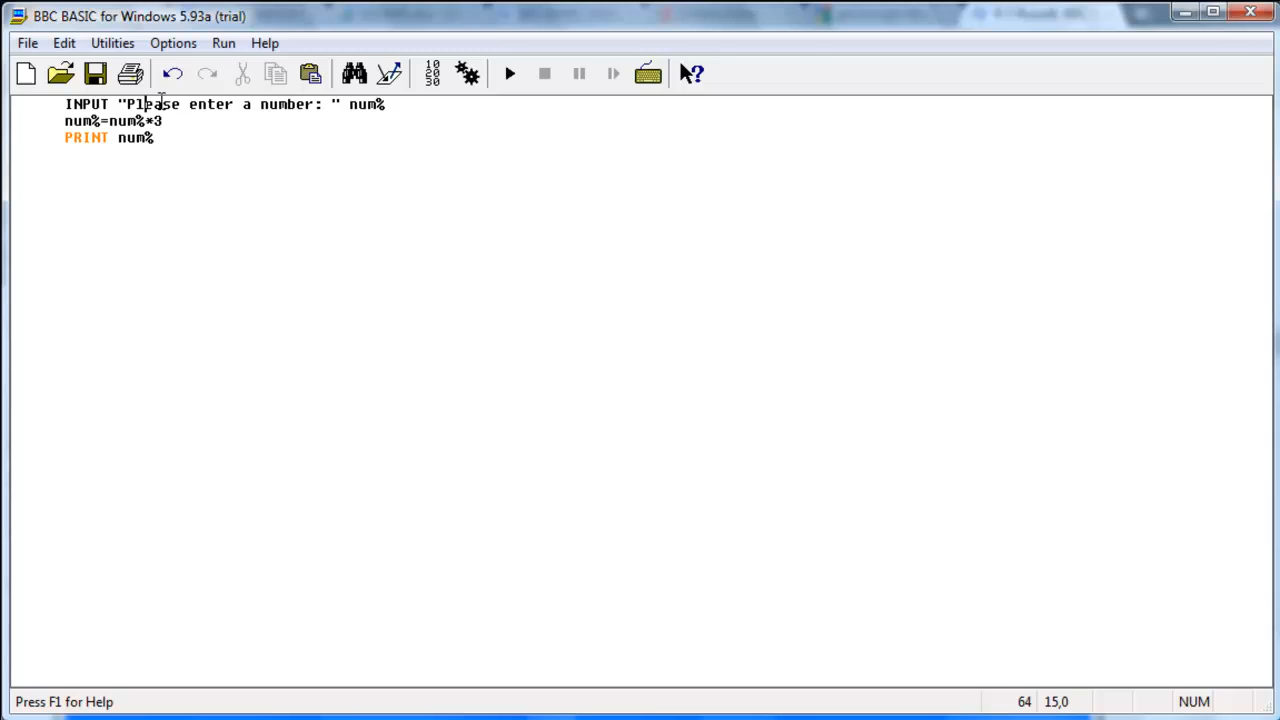 BBC BASIC for Windows 5.93a (trial)
File Edit Utilities Options Run Help
10
20
30
INPUT "Please enter a number: " num%
num%=num%*3
PRINT num%
Press F1 for Help 64 15,0 NUM